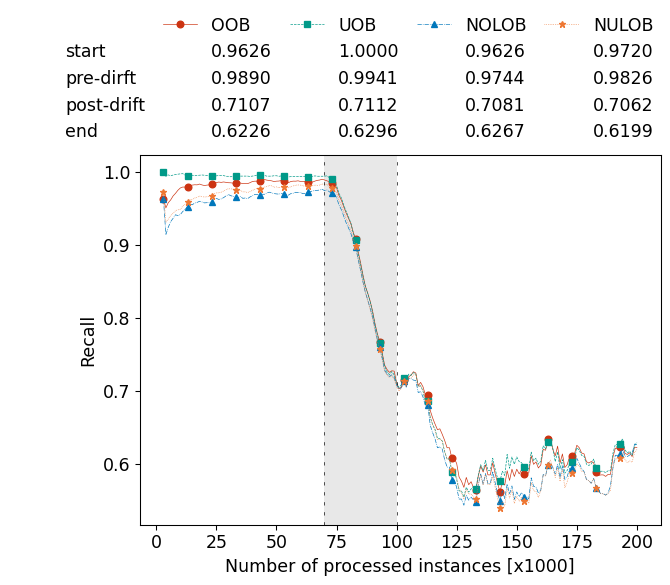 OOB UOB NOLOB NULOB
start 0.9626 1.0000 0.9626 0.9720
pre-dirft 0.9890 0.9941 0.9744 0.9826
post-drift 0.7107 0.7112 0.7081 0.7062
end 0.6226 0.6296 0.6267 0.6199
1.0
0.9
0.8
0.7
0.6
Recall
0 25 50 75 100 125 150 175 200
Number of processed instances [x1000]